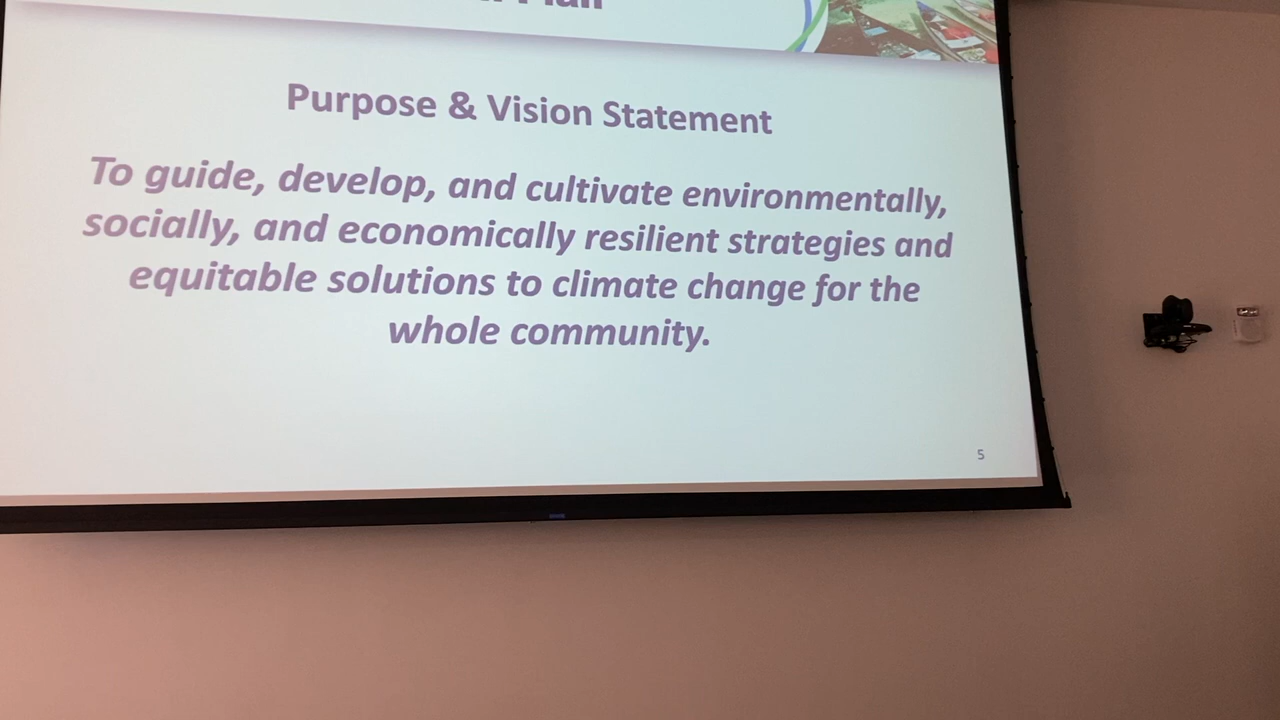 Plan
Purpose & Vision Statement
To guide, develop, and cultivate environmentally,
socially, and economically resilient strategies and
equitable solutions to climate change for the
whole community.
5